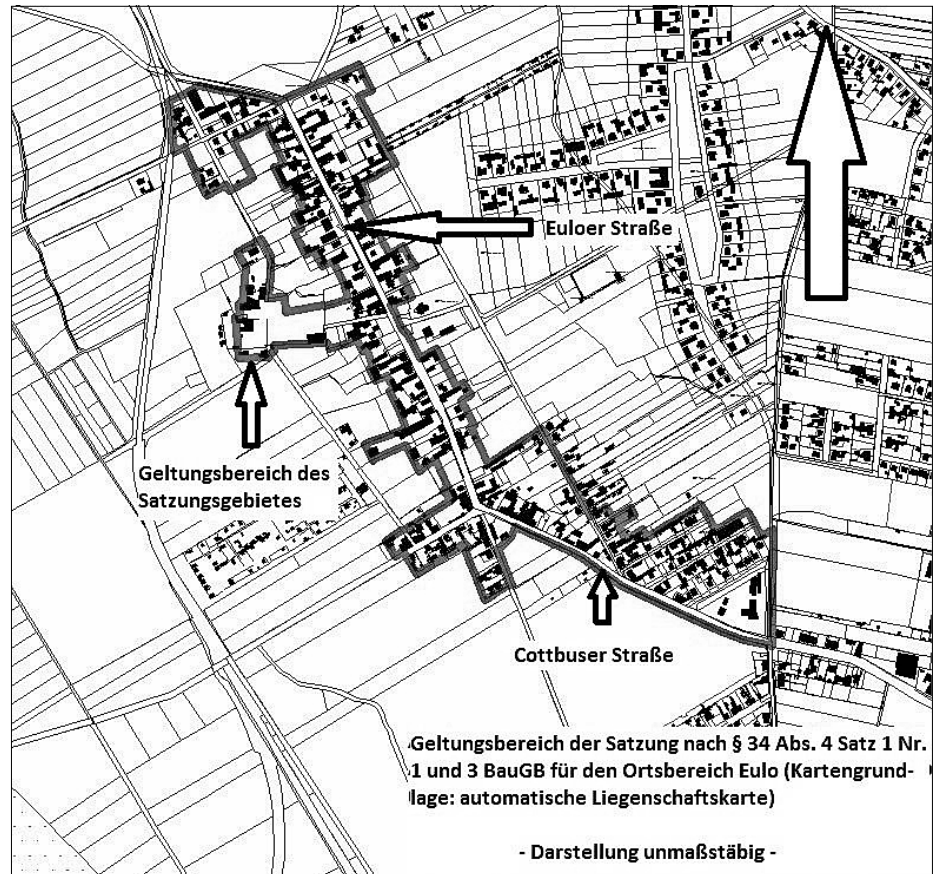 Euloer Straße
Geltungsbereich des
Satzungsgebietes
Cottbuser Straße
Geltungsbereich der Satzung nach § 34 Abs. 4 Satz 1 Nr.
1 und 3 BauGB für den Ortsbereich Eulo (Kartengrund-
lage: automatische Liegenschaftskarte)
- Darstellung unmaßstäbig -